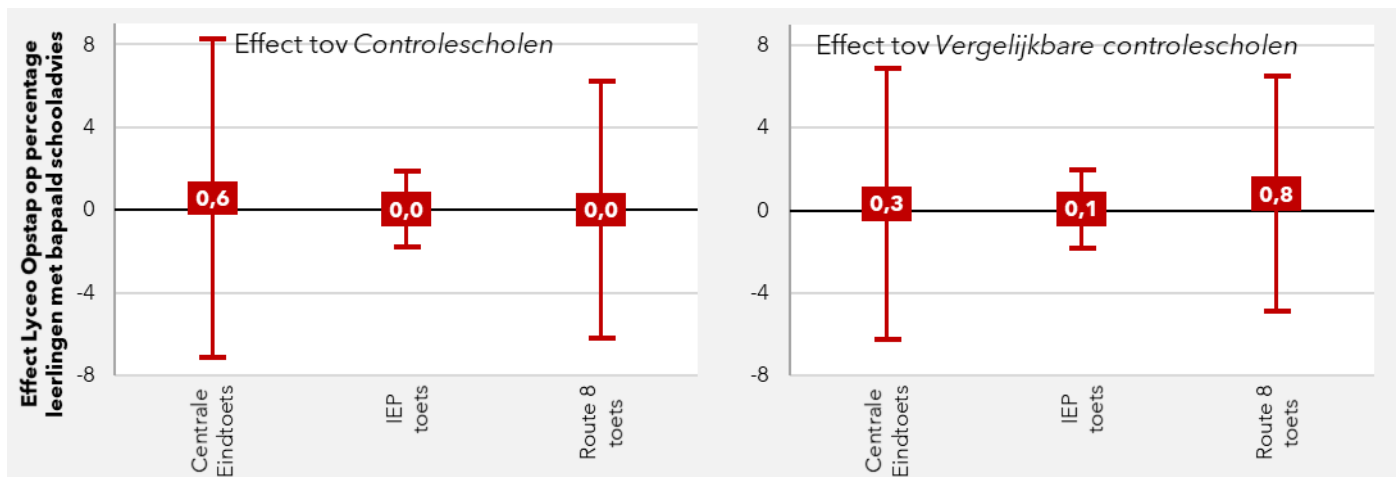 Effect Lyceo Opstap op percentage
leerlingen met bapaald schooladvies
Effect tov Controlescholen
8
4
0
-4
-8
0,6
0,0
0,0
Centrale
Eindtoets
IEP
toets
Route 8
toets
Effect tov Vergelijkbare controlescholen
8
4
0
-4
-8
0,3
0,1
0,8
Centrale
Eindtoets
IEP
toets
Route 8
toets